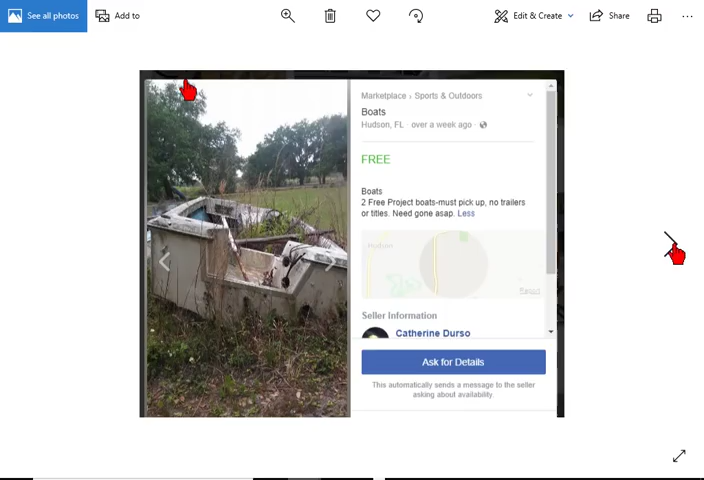 See all photos
Add to
Edit & Create
Share
Marketplace › Sports & Outdoors
Boats
Hudson, FL · over a week ago ·
FREE
Boats
2 Free Project boats-must pick up, no trailers
or titles. Need gone asap. Less
Hudson
Report
Seller Information
Catherine Durso
Ask for Details
This automatically sends a message to the seller
asking about availability.